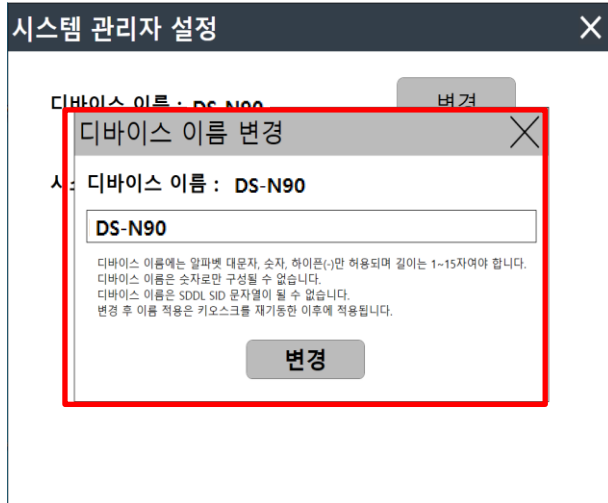 시스템 관리자 설정
디바이스 이름 : DS-N90
변경
디바이스 이름 변경
디바이스 이름 : DS-N90
DS-N90
디바이스 이름에는 알파벳 대문자, 숫자, 하이픈(-)만 허용되며 길이는 1~15자여야 합니다.
디바이스 이름은 숫자로만 구성될 수 없습니다.
디바이스 이름은 SDDL SID 문자열이 될 수 없습니다.
변경 후 이름 적용은 키오스크를 재기동한 이후에 적용됩니다.
변경